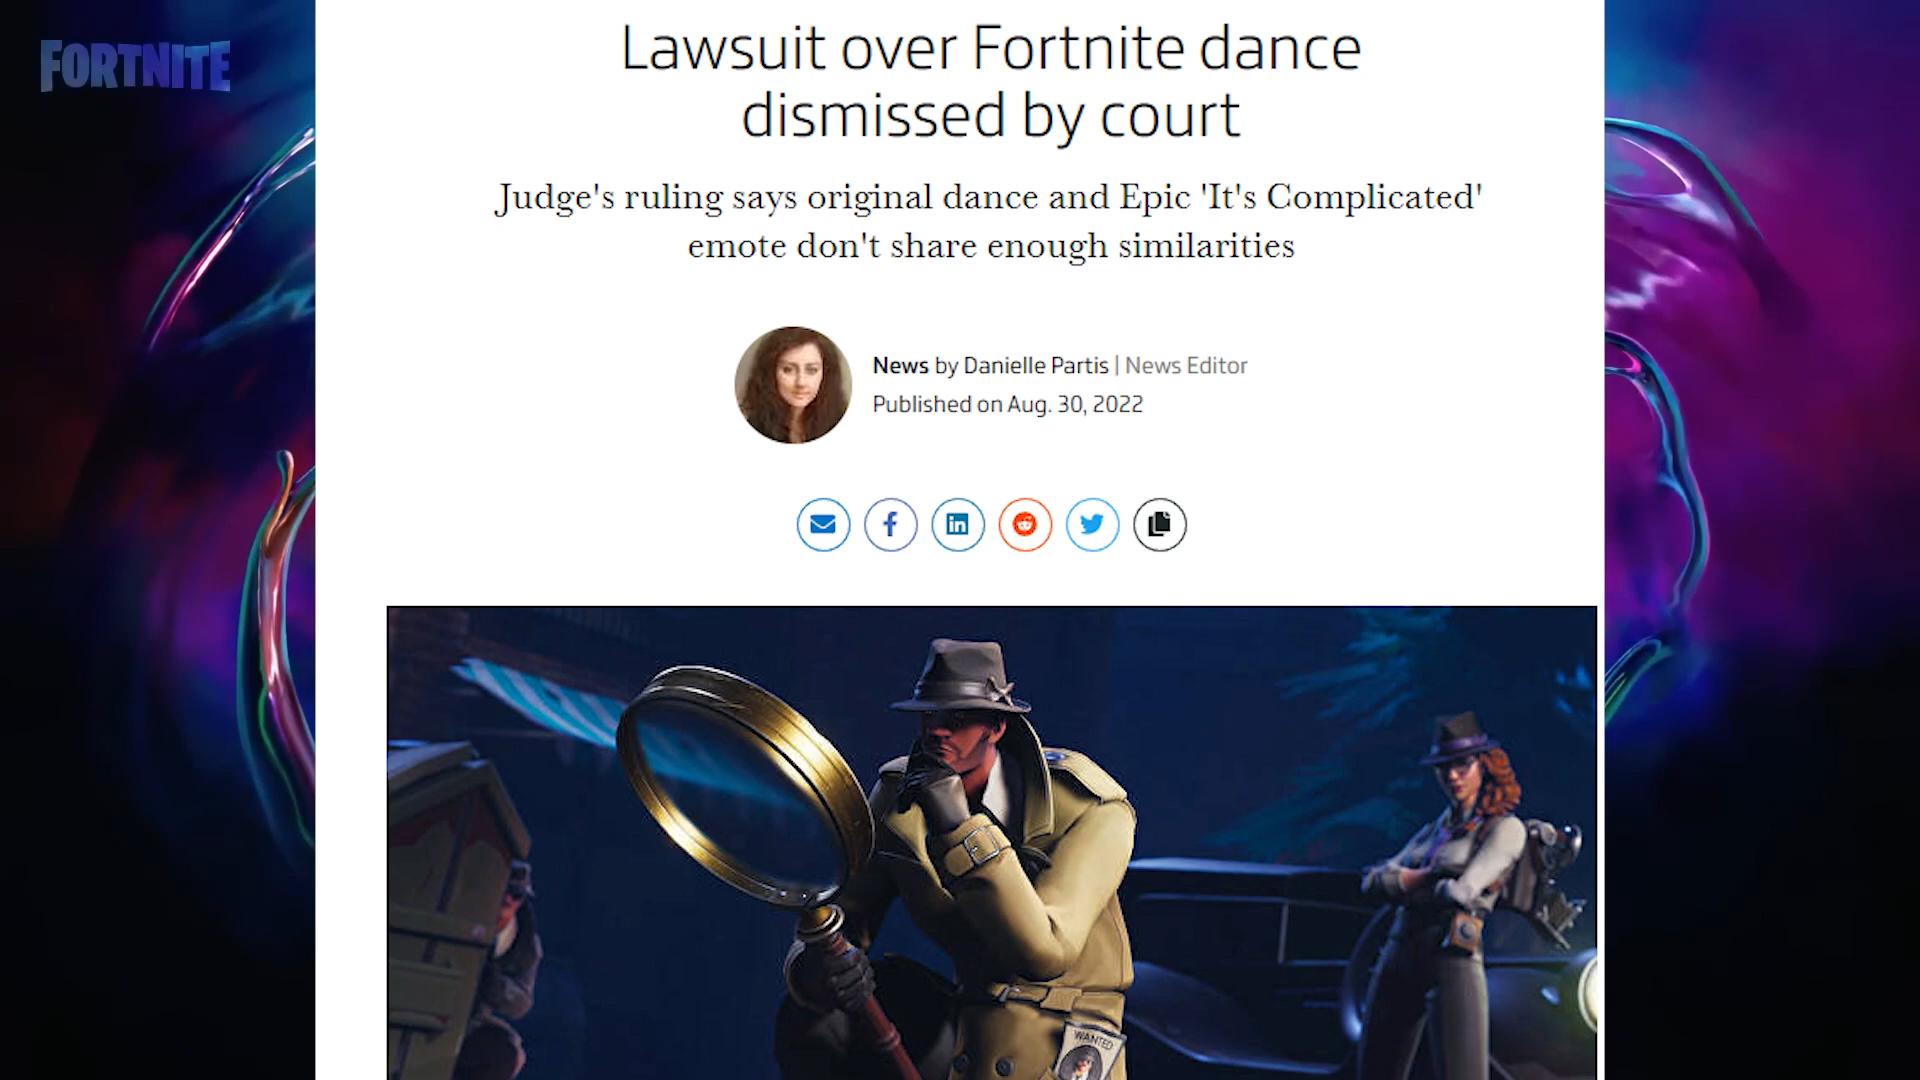 FORTNITE
Lawsuit over Fortnite dance
dismissed by court
Judge's ruling says original dance and Epic 'It's Complicated'
emote don't share enough similarities
News by Danielle Partis | News Editor
Published on Aug. 30, 2022
f
in
WANTED